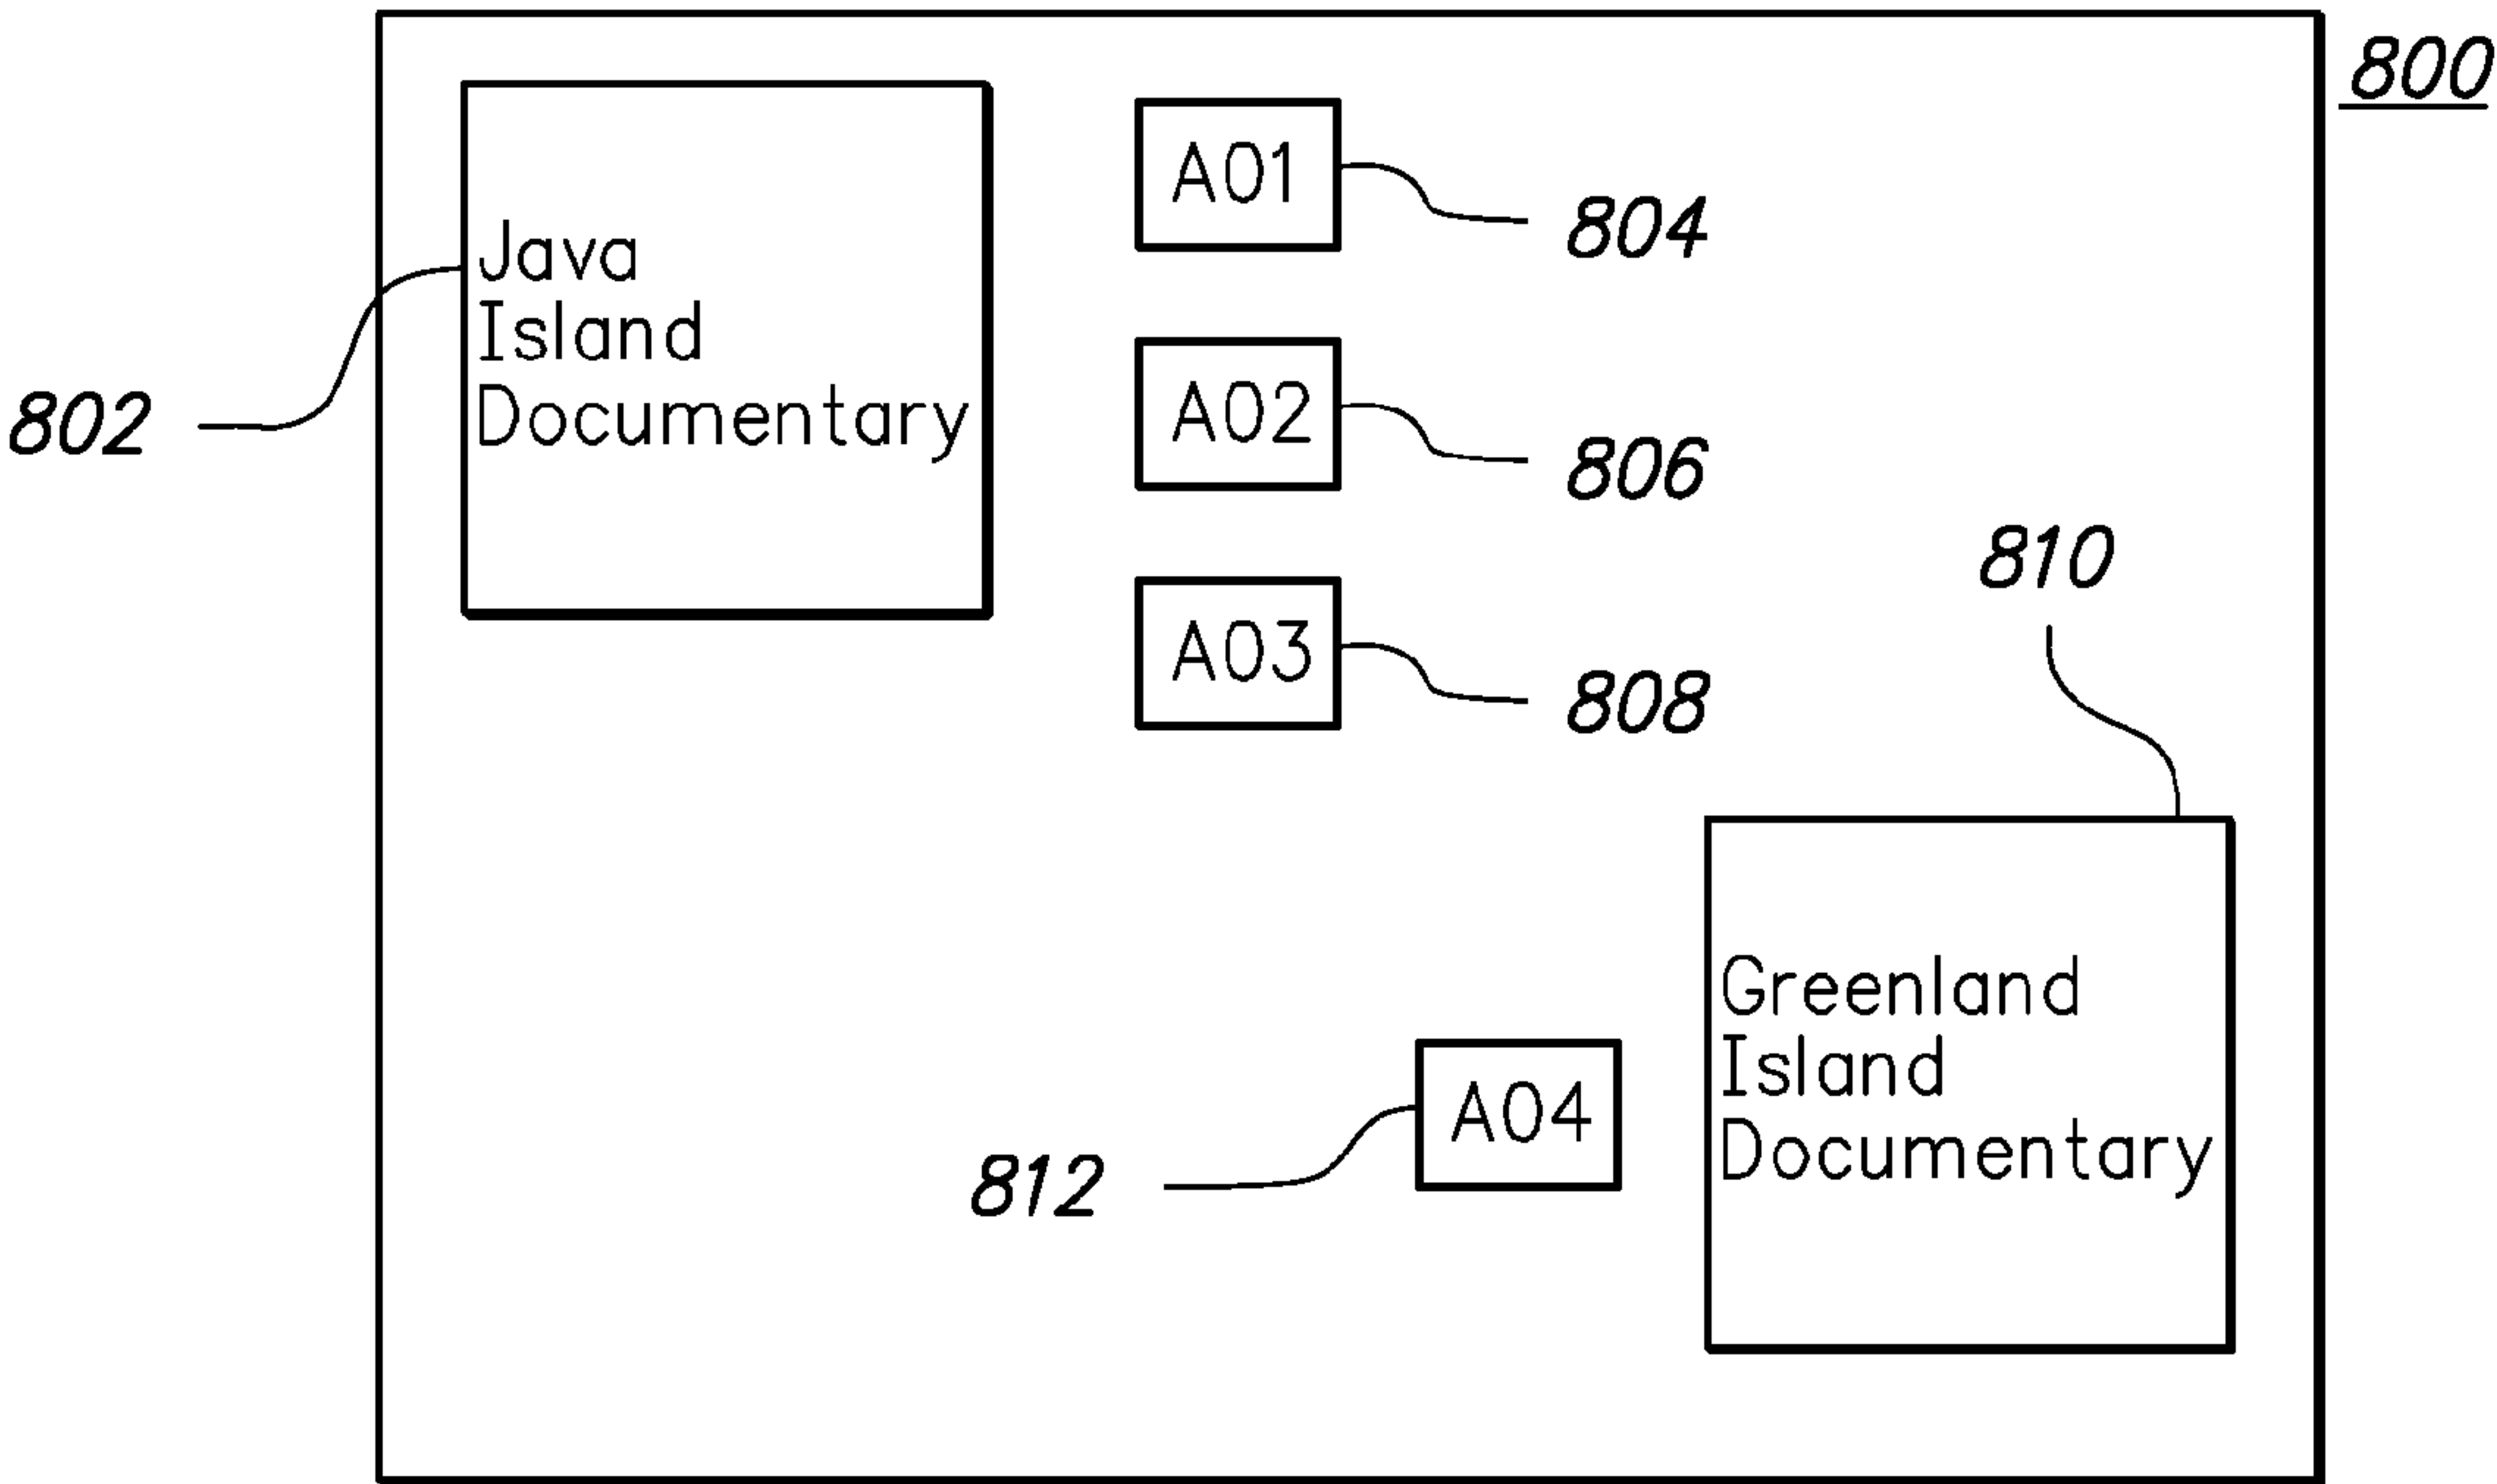 800
A01
804
Java
Island
Documentary
802
A02
806
810
A03
808
Greenland
Island
Documentary
A04
812